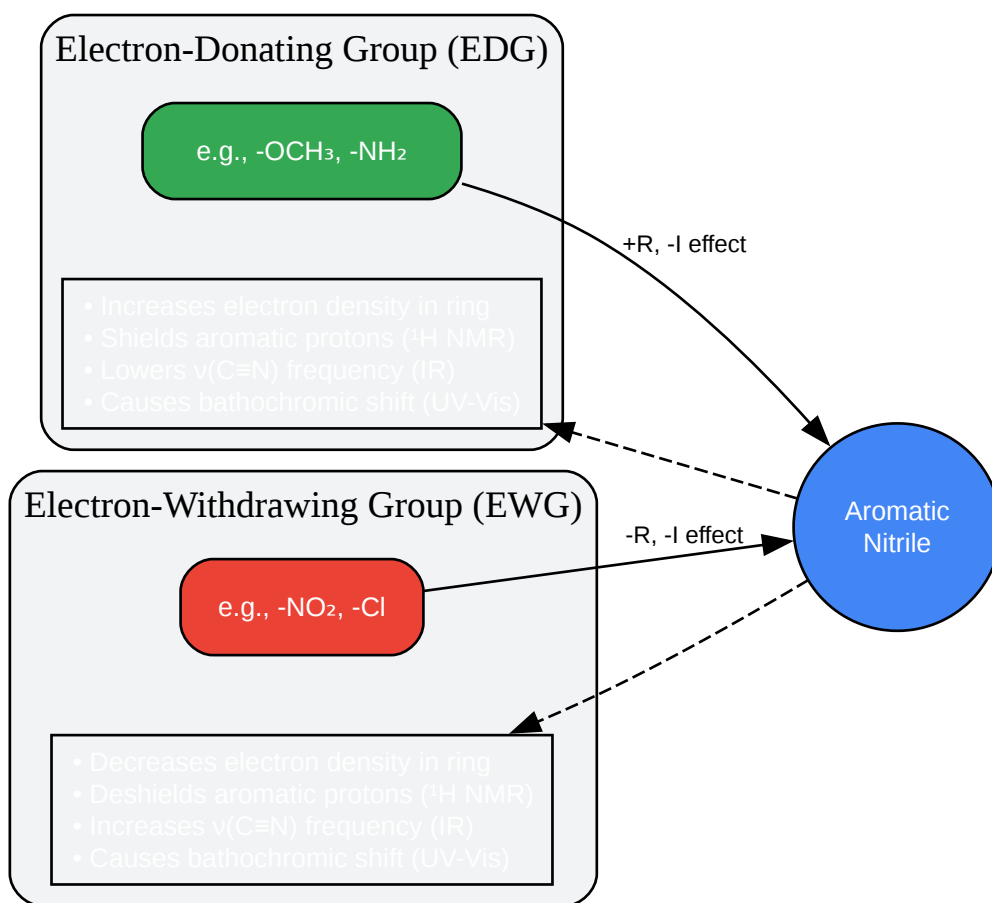 Electron-Donating Group (EDG)
e.g., -OCH₃, -NH₂
+R, -I effect
• Increases electron density in ring
• Shields aromatic protons (¹H NMR)
• Lowers ν(C≡N) frequency (IR)
• Causes bathochromic shift (UV-Vis)
Electron-Withdrawing Group (EWG)
-R, -I effect
Aromatic
Nitrile
e.g., -NO₂, -Cl
• Decreases electron density in ring
• Deshields aromatic protons (¹H NMR)
• Increases ν(C≡N) frequency (IR)
• Causes bathochromic shift (UV-Vis)